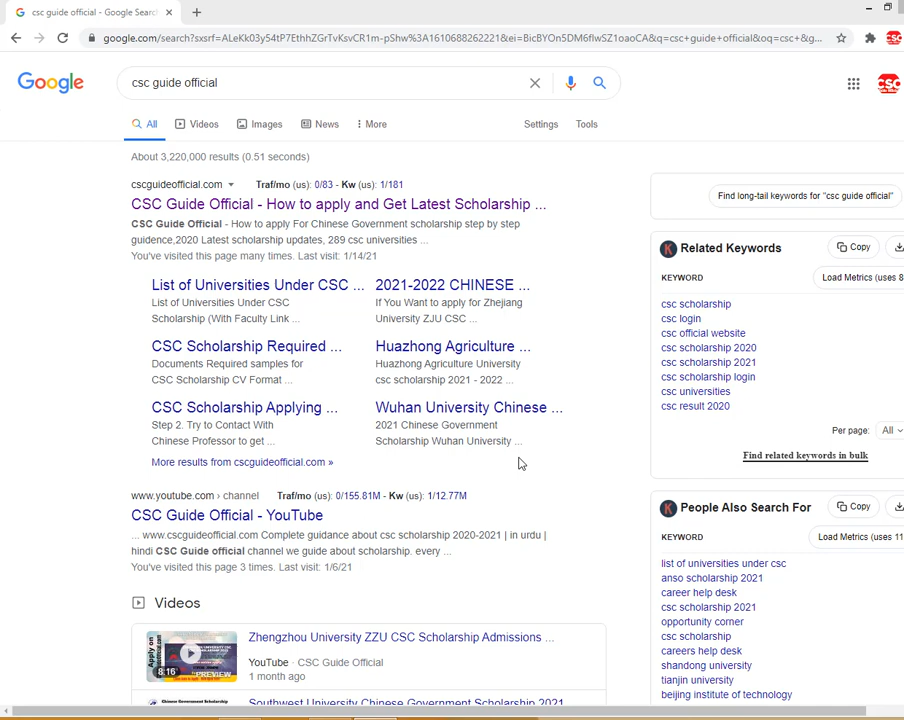 csc guide official - Google Searc
google.com/search?sxsrf=ALeKk03y54tP7EthhZGrTvKsvCR1m-pShw%3A1610688262221&ei=BicBYOn5DM6flwSZ1oaoCA&q=csc+guide+official&oq=csc+&g...
Google
csc guide official
CSC
All
Videos
Images
News
More
Settings
Tools
About 3,220,000 results (0.51 seconds)
cscguideofficial.com
Traf/mo (us): 0/83 - Kw (us): 1/181
CSC Guide Official - How to apply and Get Latest Scholarship ...
CSC Guide Official - How to apply For Chinese Government scholarship step by step
guidence,2020 Latest scholarship updates, 289 csc universities ...
You've visited this page many times. Last visit: 1/14/21
List of Universities Under CSC ...
List of Universities Under CSC
Scholarship (With Faculty Link ...
2021-2022 CHINESE ...
If You Want to apply for Zhejiang
University ZJU CSC ...
CSC Scholarship Required ...
Documents Required samples for
CSC Scholarship CV Format ...
Huazhong Agriculture ...
Huazhong Agriculture University
csc scholarship 2021 - 2022 ...
CSC Scholarship Applying ...
Step 2. Try to Contact With
Chinese Professor to get ...
Wuhan University Chinese ...
2021 Chinese Government
Scholarship Wuhan University ...
More results from cscguideofficial.com »
www.youtube.com › channel
Traf/mo (us): 0/155.81M - Kw (us): 1/12.77M
CSC Guide Official - YouTube
... www.cscguideofficial.com Complete guidance about csc scholarship 2020-2021 | in urdu |
hindi CSC Guide official channel we guide about scholarship. every ...
You've visited this page 3 times. Last visit: 1/6/21
Videos
Apply on
PREVIEW
8:16
Zhengzhou University ZZU CSC Scholarship Admissions ...
YouTube · CSC Guide Official
1 month ago
Chinese Government Scholarship
Southwest University Chinese Government Scholarship 2021
Find long-tail keywords for "csc guide official"
K
Related Keywords
Copy
KEYWORD
Load Metrics (uses 8
csc scholarship
csc login
csc official website
csc scholarship 2020
csc scholarship 2021
csc scholarship login
csc universities
csc result 2020
Per page:
All
Find related keywords in bulk
K
People Also Search For
Copy
KEYWORD
Load Metrics (uses 11
list of universities under csc
anso scholarship 2021
career help desk
csc scholarship 2021
opportunity corner
csc scholarship
careers help desk
shandong university
tianjin university
beijing institute of technology